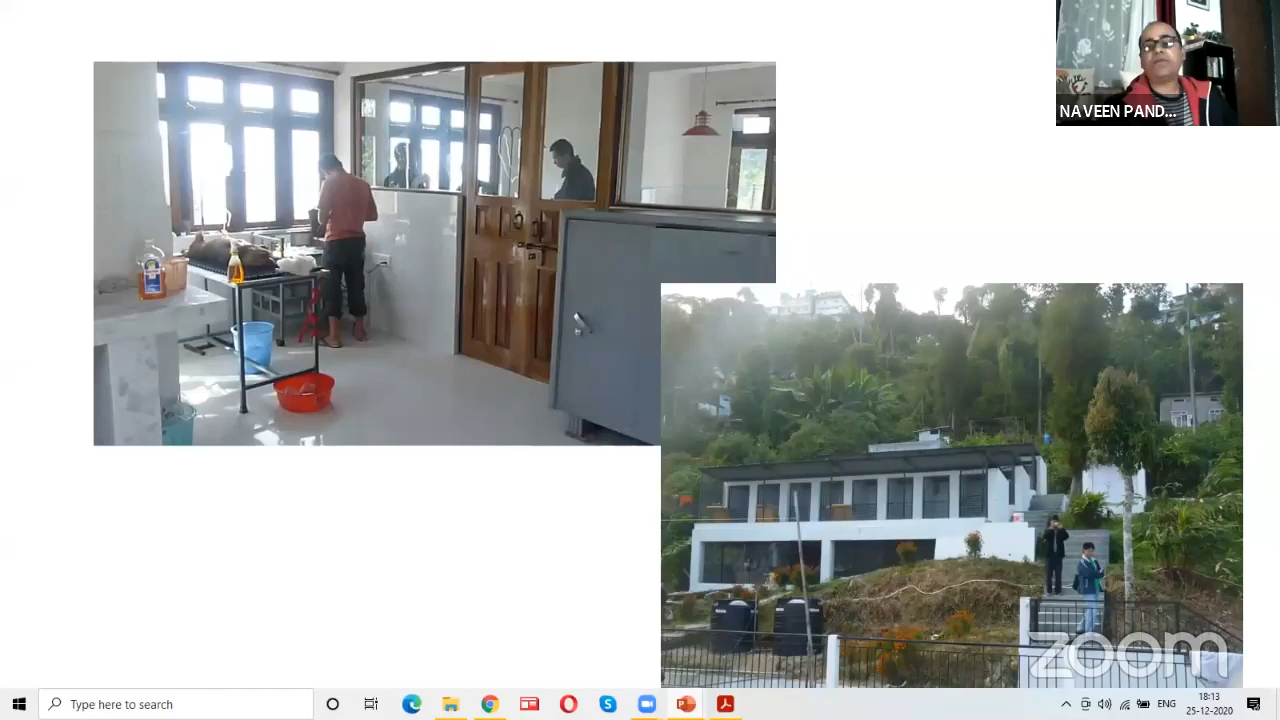 NAVEEN PAND...
zoom
Type here to search
ENG
18:13
25-12-2020